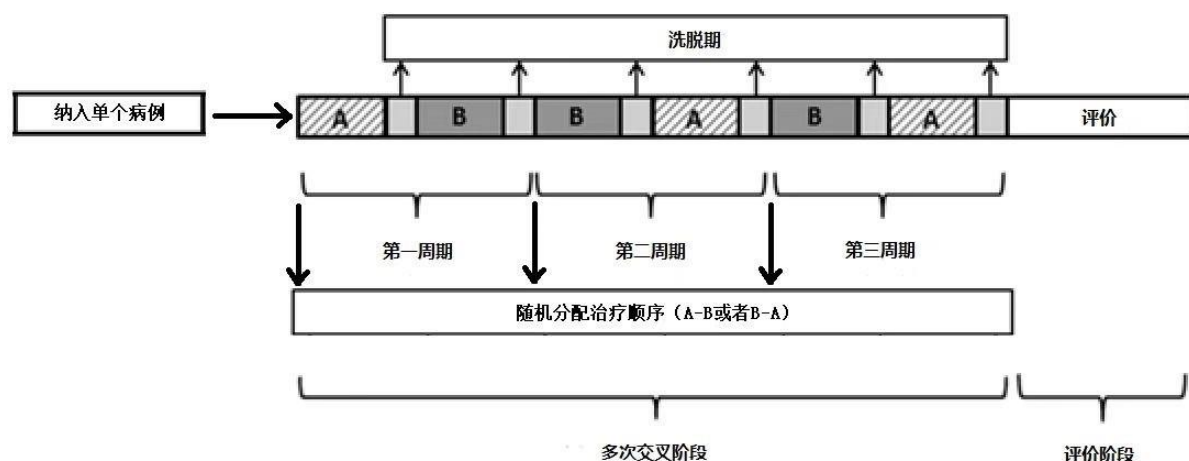 洗脱期
纳入单个病例
A B B A B A 评价
第一周期 第二周期 第三周期
随机分配治疗顺序（A-B或者B-A）
多次交叉阶段 评价阶段